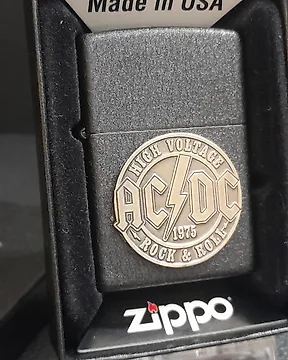 Made in USA
HIGH VOLTAGE
AC⚡DC
1975
ROCK & ROLL
zippo